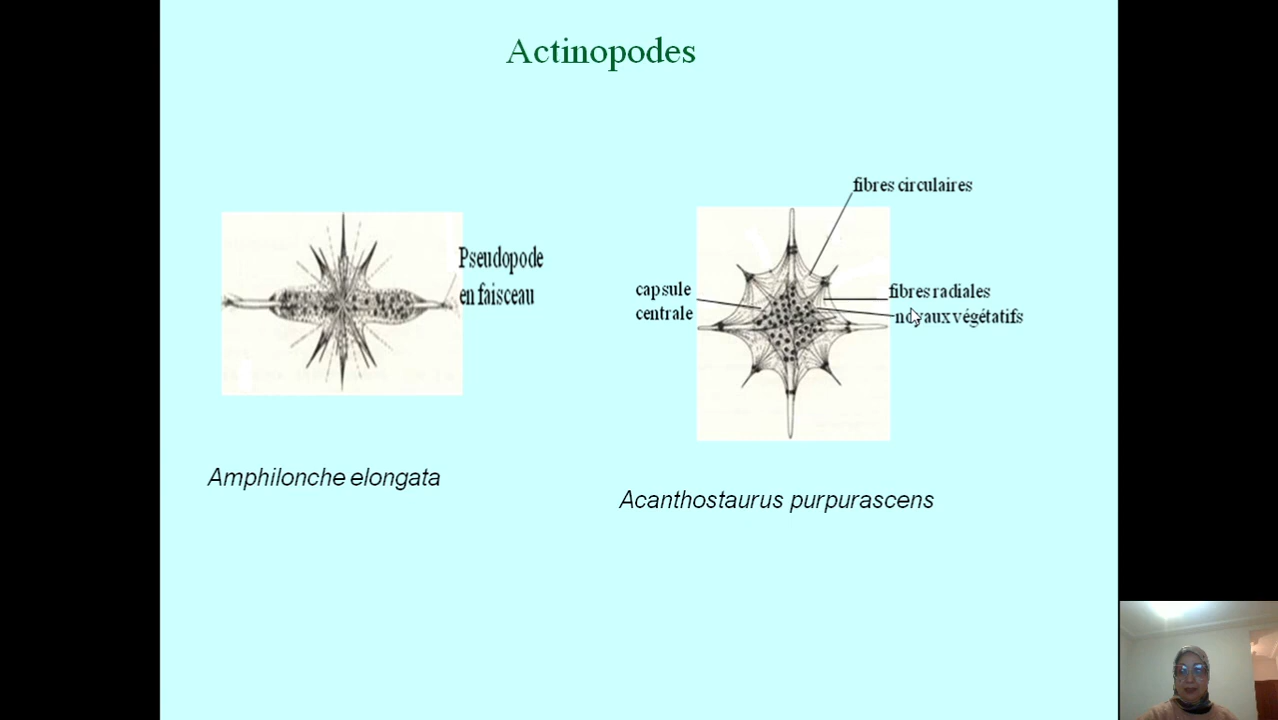 Actinopodes
fibres circulaires
Pseudopode
en faisceau
capsule
centrale
fibres radiales
noyaux végétatifs
Amphilonche elongata
Acanthostaurus purpurascens